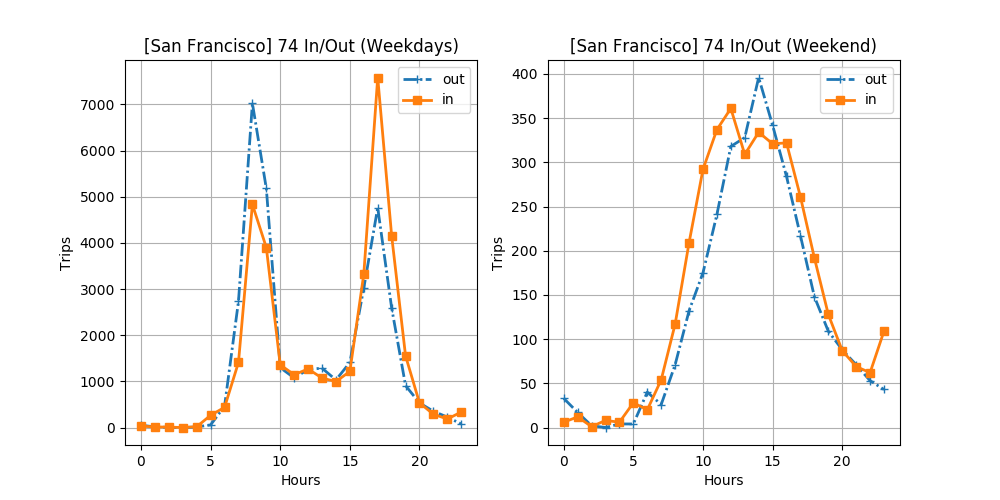 [San Francisco] 74 In/Out (Weekdays)
out
in
7000
6000
5000
4000
3000
2000
1000
0
Trips
0 5 10 15 20
Hours
[San Francisco] 74 In/Out (Weekend)
out
in
400
350
300
250
200
150
100
50
0
Trips
0 5 10 15 20
Hours